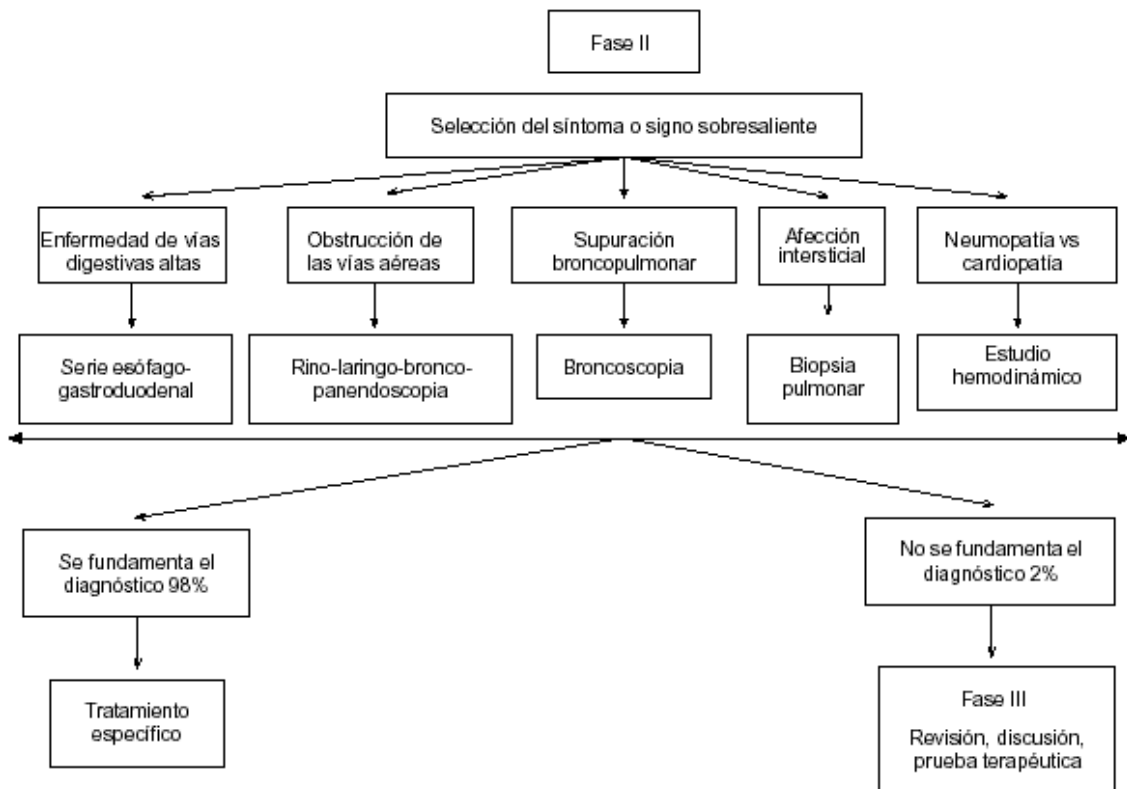 Fase II
Selección del síntoma o signo sobresaliente
Enfermedad de vías
digestivas altas
Obstrucción de
las vías aéreas
Supuración
broncopulmonar
Afección
intersticial
Neumopatía vs
cardiopatía
Serie esófago-
gastroduodenal
Rino-laringo-bronco-
panendoscopia
Broncoscopia
Biopsia
pulmonar
Estudio
hemodinámico
Se fundamenta el
diagnóstico 98%
No se fundamenta el
diagnóstico 2%
Tratamiento
específico
Fase III
Revisión, discusión,
prueba terapéutica